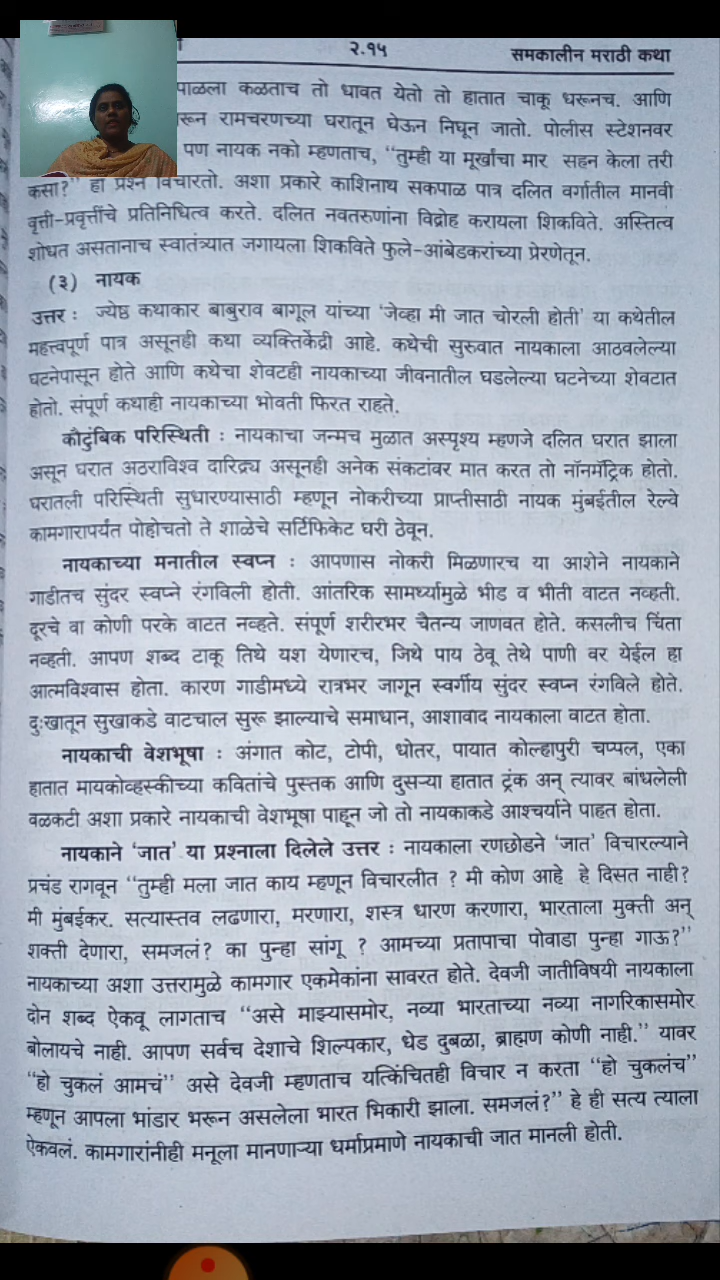 २.१५ समकालीन मराठी कथा
पाळला कळताच तो धावत येतो तो हातात चाकू धरूनच. आणि
रून रामचरणच्या घरातून घेऊन निघून जातो. पोलीस स्टेशनवर
पण नायक नको म्हणताच, “तुम्ही या मूर्खांचा मार सहन केला तरी
कसा?” हा प्रश्न विचारतो. अशा प्रकारे काशिनाथ सकपाळ पात्र दलित वर्गातील मानवी
वृत्ती-प्रवृत्तींचे प्रतिनिधित्व करते. दलित नवतरुणांना विद्रोह करायला शिकविते. अस्तित्व
शोधत असतानाच स्वातंत्र्यात जगायला शिकविते फुले-आंबेडकरांच्या प्रेरणेतून.
(३) नायक
उत्तर : ज्येष्ठ कथाकार बाबुराव बागूल यांच्या ‘जेव्हा मी जात चोरली होती’ या कथेतील
महत्त्वपूर्ण पात्र असूनही कथा व्यक्तिकेंद्री आहे. कथेची सुरुवात नायकाला आठवलेल्या
घटनेपासून होते आणि कथेचा शेवटही नायकाच्या जीवनातील घडलेल्या घटनेच्या शेवटात
होतो. संपूर्ण कथाही नायकाच्या भोवती फिरत राहते.
कौटुंबिक परिस्थिती : नायकाचा जन्मच मुळात अस्पृश्य म्हणजे दलित घरात झाला
असून घरात अठराविश्व दारिद्र्य असूनही अनेक संकटांवर मात करत तो नॉनमॅट्रिक होतो.
घरातली परिस्थिती सुधारण्यासाठी म्हणून नोकरीच्या प्राप्तीसाठी नायक मुंबईतील रेल्वे
कामगारापर्यंत पोहोचतो ते शाळेचे सर्टिफिकेट घरी ठेवून.
नायकाच्या मनातील स्वप्न : आपणास नोकरी मिळणारच या आशेने नायकाने
गाडीतच सुंदर स्वप्ने रंगविली होती. आंतरिक सामर्थ्यामुळे भीड व भीती वाटत नव्हती.
दूरचे वा कोणी परके वाटत नव्हते. संपूर्ण शरीरभर चैतन्य जाणवत होते. कसलीच चिंता
नव्हती. आपण शब्द टाकू तिथे यश येणारच, जिथे पाय ठेवू तेथे पाणी वर येईल हा
आत्मविश्वास होता. कारण गाडीमध्ये रात्रभर जागून स्वर्गीय सुंदर स्वप्न रंगविले होते.
दुःखातून सुखाकडे वाटचाल सुरू झाल्याचे समाधान, आशावाद नायकाला वाटत होता.
नायकाची वेशभूषा : अंगात कोट, टोपी, धोतर, पायात कोल्हापुरी चप्पल, एका
हातात मायकोव्हस्कीच्या कवितांचे पुस्तक आणि दुसऱ्या हातात ट्रंक अन् त्यावर बांधलेली
वळकटी अशा प्रकारे नायकाची वेशभूषा पाहून जो तो नायकाकडे आश्चर्याने पाहत होता.
नायकाने ‘जात’ या प्रश्नाला दिलेले उत्तर : नायकाला रणछोडने ‘जात’ विचारल्याने
प्रचंड रागवून “तुम्ही मला जात काय म्हणून विचारलीत ? मी कोण आहे हे दिसत नाही?
मी मुंबईकर. सत्यास्तव लढणारा, मरणारा, शस्त्र धारण करणारा, भारताला मुक्ती अन्
शक्ती देणारा, समजलं? का पुन्हा सांगू ? आमच्या प्रतापाचा पोवाडा पुन्हा गाऊ?”
नायकाच्या अशा उत्तरामुळे कामगार एकमेकांना सावरत होते. देवजी जातीविषयी नायकाला
दोन शब्द ऐकवू लागताच “असे माझ्यासमोर, नव्या भारताच्या नव्या नागरिकासमोर
बोलायचे नाही. आपण सर्वच देशाचे शिल्पकार, धेड दुबळा, ब्राह्मण कोणी नाही.” यावर
“हो चुकलं आमचं” असे देवजी म्हणताच यत्किंचितही विचार न करता “हो चुकलंच”
म्हणून आपला भांडार भरून असलेला भारत भिकारी झाला. समजलं?” हे ही सत्य त्याला
ऐकवलं. कामगारांनीही मनूला मानणाऱ्या धर्माप्रमाणे नायकाची जात मानली होती.